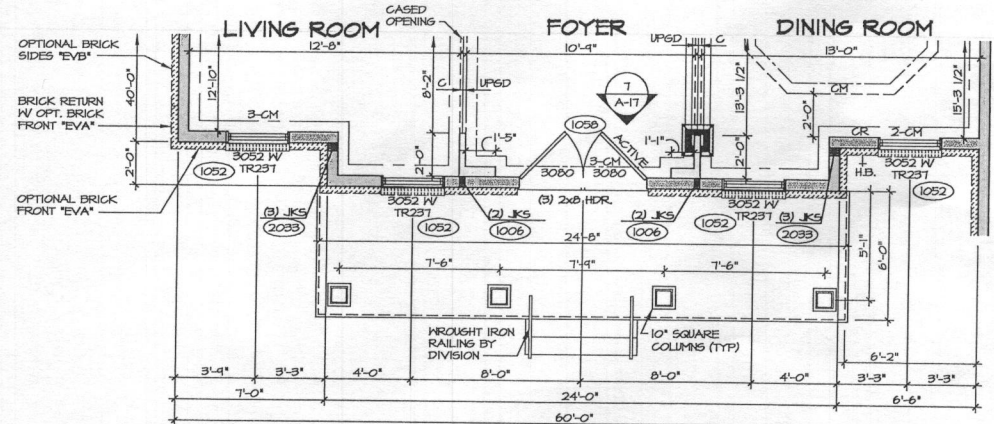 CASED
OPENING
LIVING ROOM
FOYER
DINING ROOM
OPTIONAL BRICK
SIDES "EVB"
12'-8"
10'-9"
13'-0"
UPGD
C
C
UPGD
7
A-17
40'-0"
12'-10"
8'-2"
13'-3 1/2"
15'-3 1/2"
CM
2'-0"
BRICK RETURN
W/ OPT. BRICK
FRONT "EVA"
3-CM
1058
ACTIVE
1'-5"
1'-1"
CR
2-CM
2'-0"
2'-0"
2'-0"
3-CM
3080
3080
3052 W/
TR237
1052
H.B.
3052 W/
TR237
1052
OPTIONAL BRICK
FRONT "EVA"
3052 W/
TR237
1052
(3) 2x8 HDR.
3052 W/
TR237
1052
(3) JKS
2033
(2) JKS
1006
(2) JKS
1006
(3) JKS
2033
24'-8"
7'-6"
7'-9"
7'-6"
5'-1"
6'-0"
WROUGHT IRON
RAILING BY
DIVISION
10" SQUARE
COLUMNS (TYP)
6'-2"
3'-9"
3'-3"
4'-0"
8'-0"
8'-0"
4'-0"
3'-3"
3'-3"
7'-0"
24'-0"
6'-6"
60'-0"